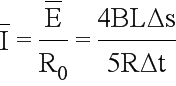 I̅ = E̅ / R₀ = 4BLΔs / 5RΔt